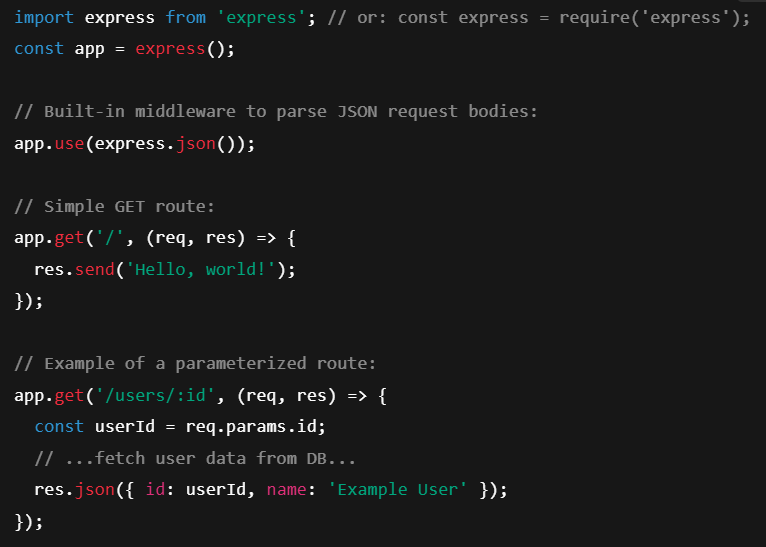 import express from 'express'; // or: const express = require('express');
const app = express();
// Built-in middleware to parse JSON request bodies:
app.use(express.json());
// Simple GET route:
app.get('/', (req, res) => {
  res.send('Hello, world!');
});
// Example of a parameterized route:
app.get('/users/:id', (req, res) => {
  const userId = req.params.id;
  // ...fetch user data from DB...
  res.json({ id: userId, name: 'Example User' });
});